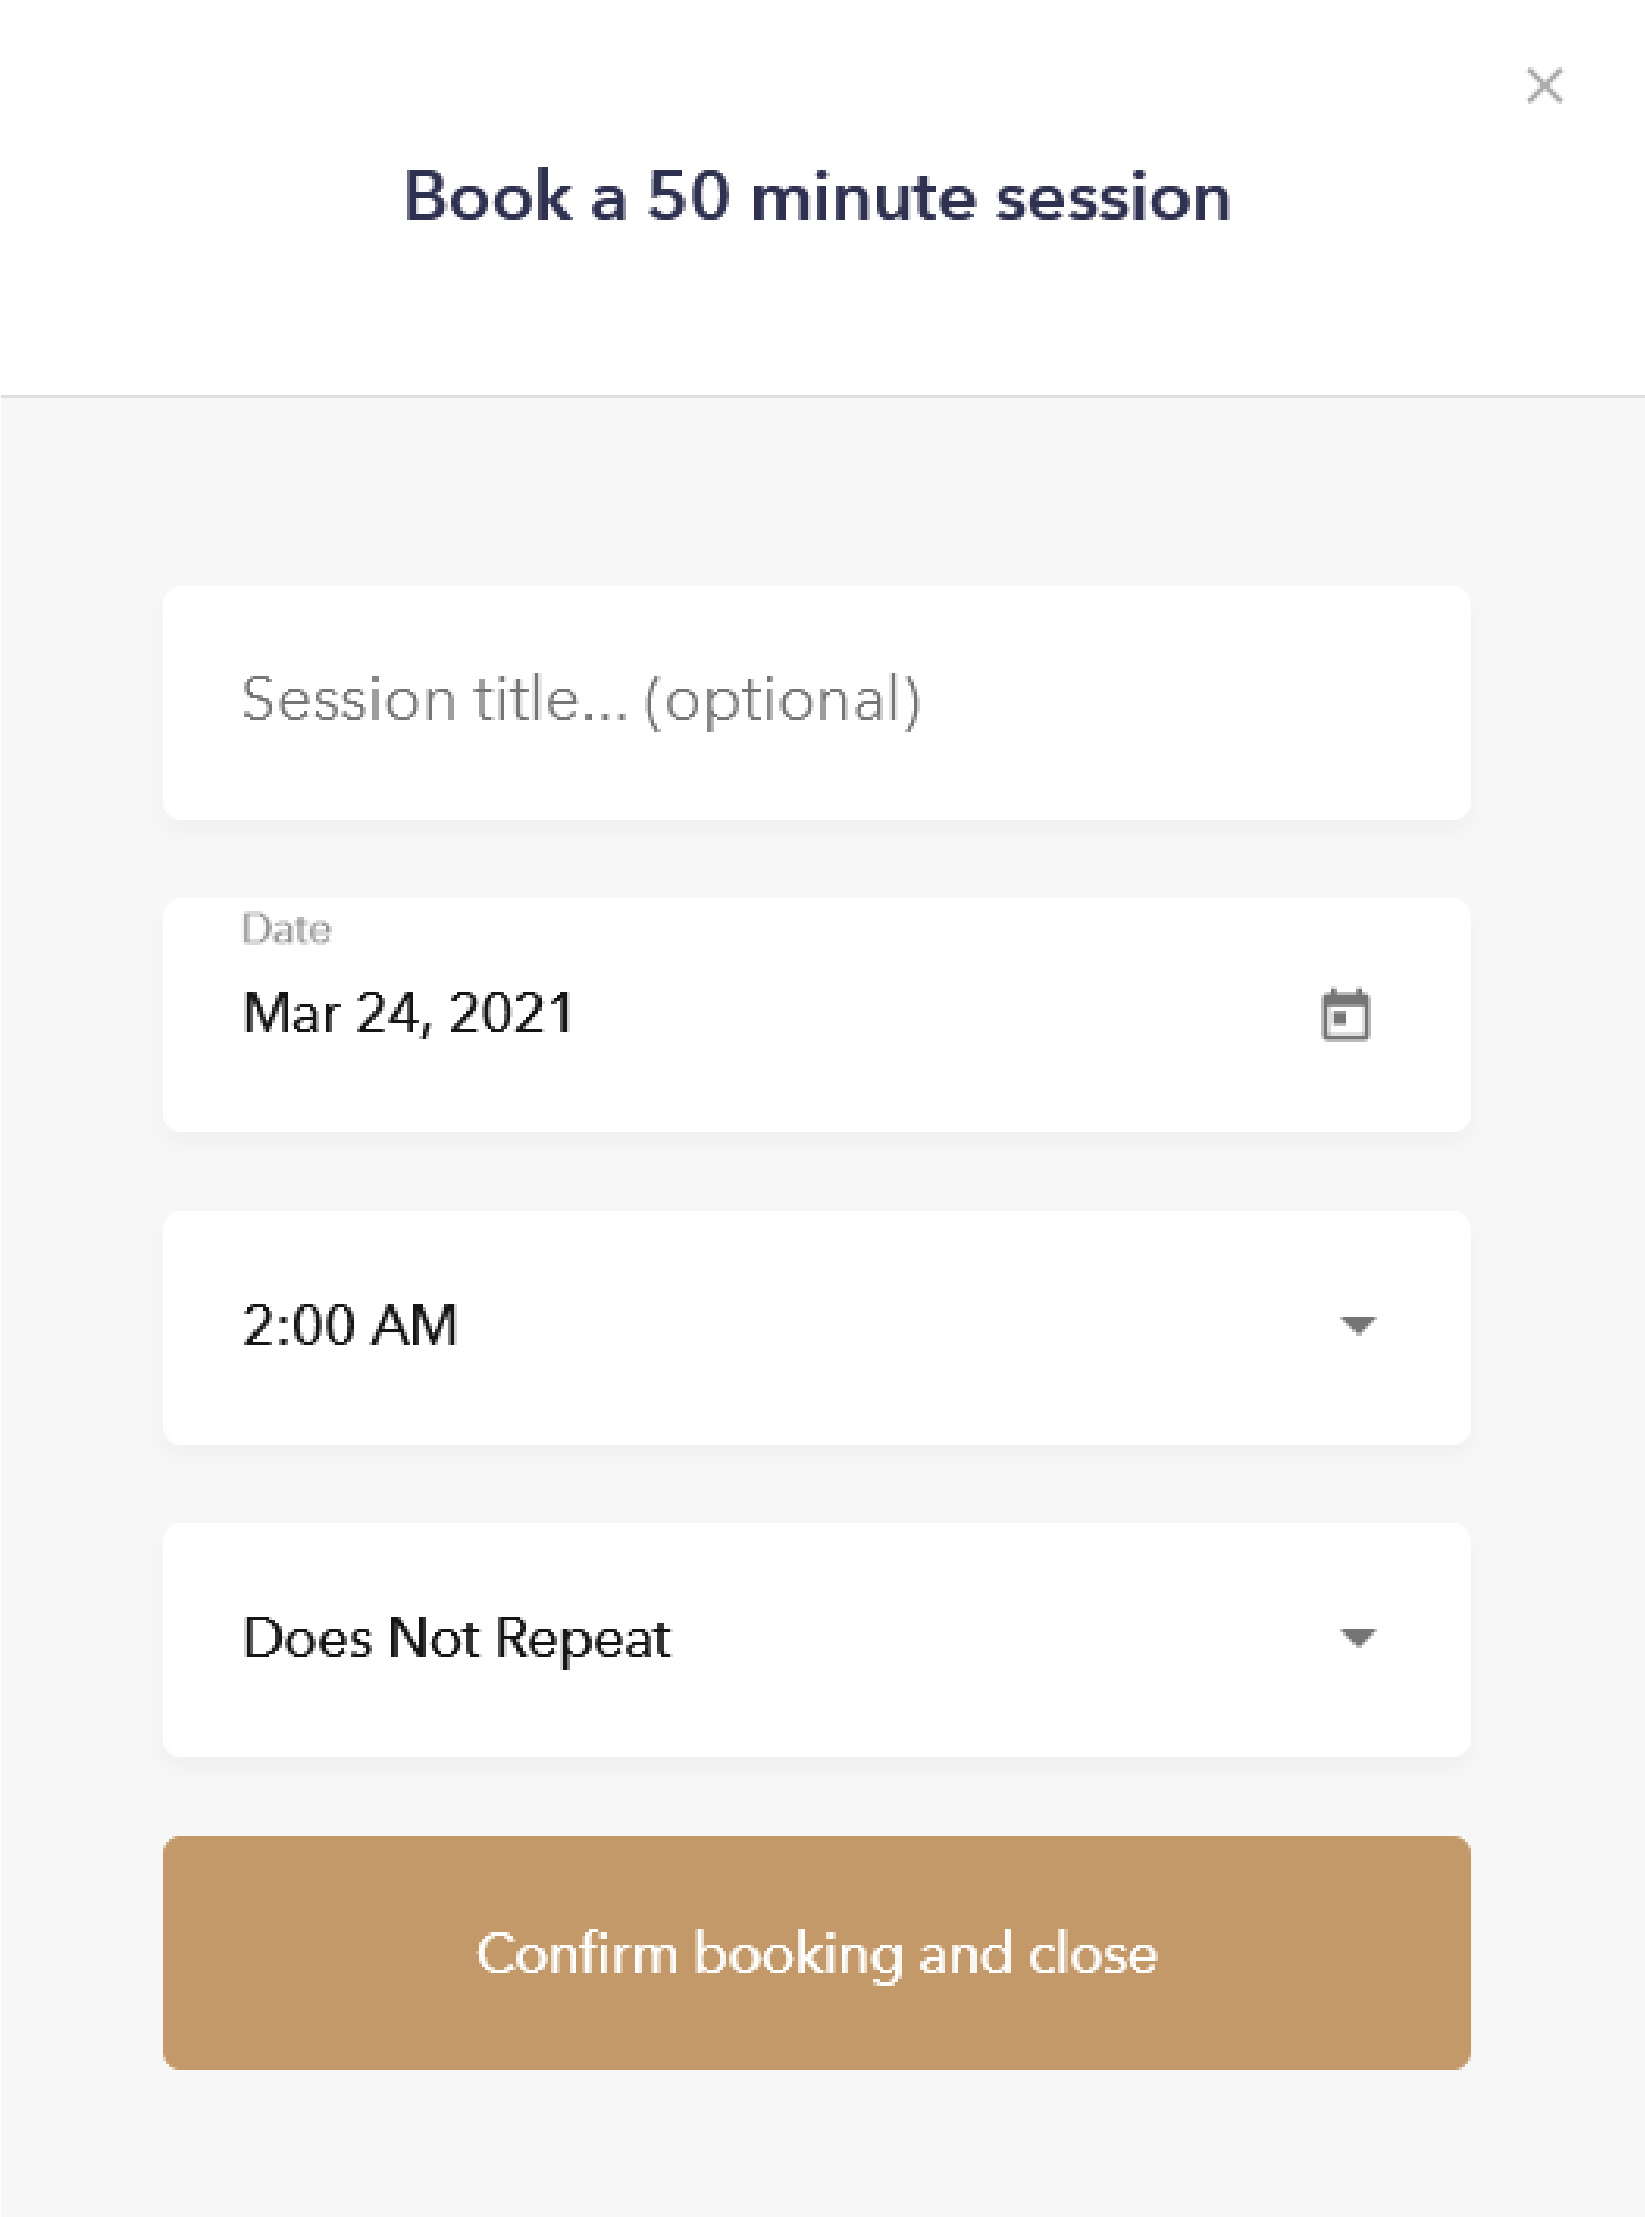 Book a 50 minute session
Session title... (optional)
Date
Mar 24, 2021
2:00 AM
Does Not Repeat
Confirm booking and close